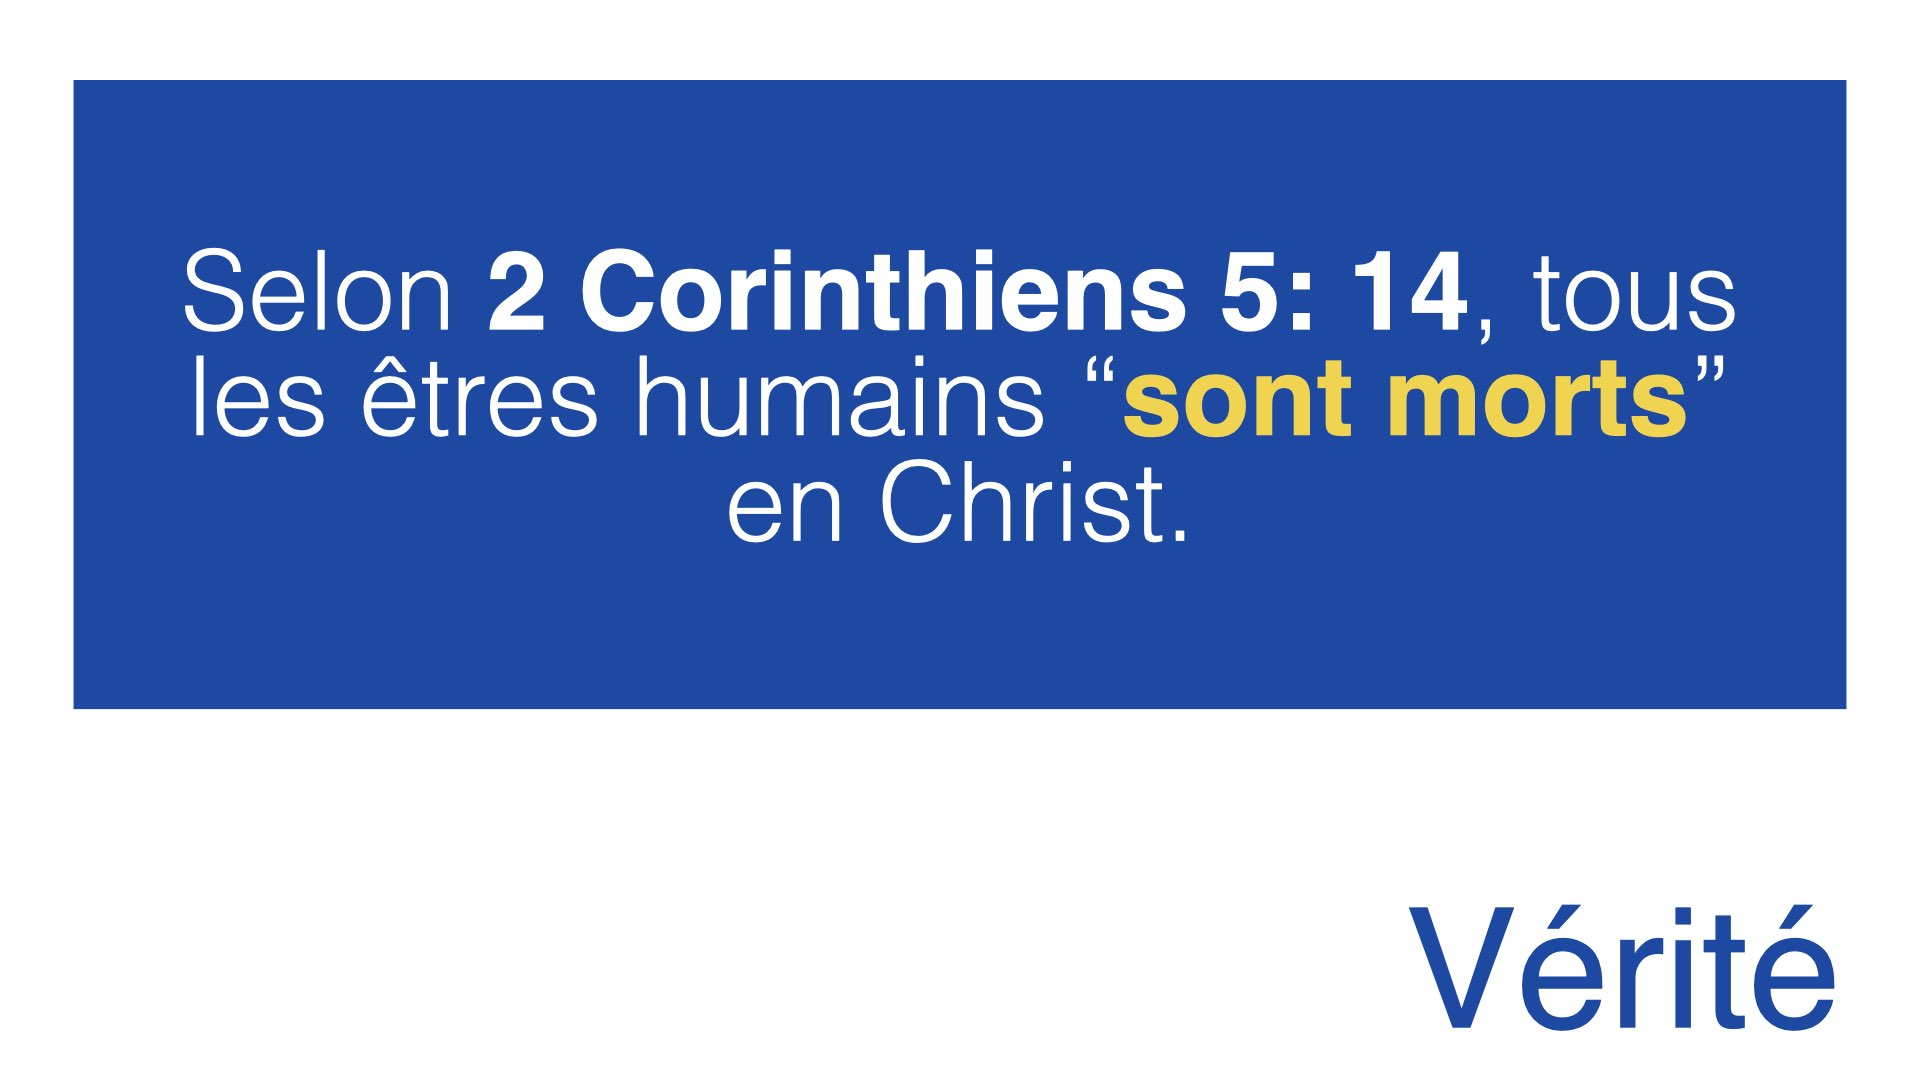 Selon 2 Corinthiens 5: 14, tous
les êtres humains “sont morts”
en Christ.
Vérité